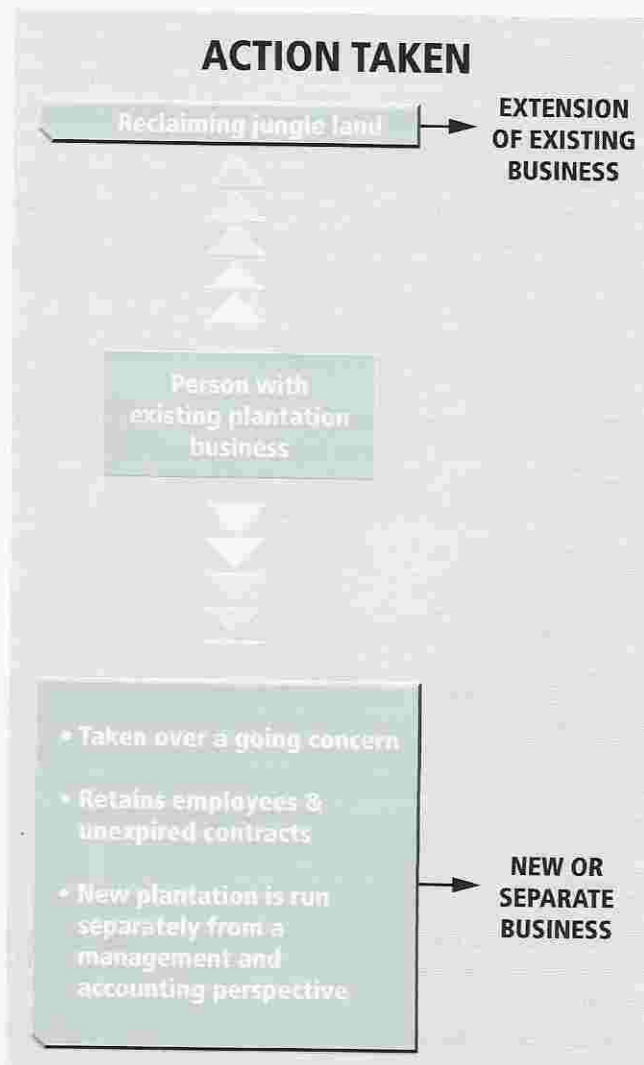 ACTION TAKEN
Reclaiming jungle land
EXTENSION
OF EXISTING
BUSINESS
Person with
existing plantation
business
• Taken over a going concern
• Retains employees &
unexpired contracts
• New plantation is run
separately from a
management and
accounting perspective
NEW OR
SEPARATE
BUSINESS